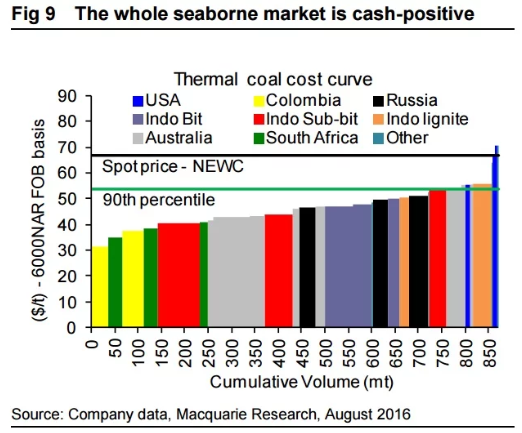 Fig 9 The whole seaborne market is cash-positive
Thermal coal cost curve
USA Colombia Russia
Indo Bit Indo Sub-bit Indo lignite
Australia South Africa Other
Spot price - NEWC
90th percentile
($/t) - 6000NAR FOB basis
90
80
70
60
50
40
30
20
10
0
0 50 100 150 200 250 300 350 400 450 500 550 600 650 700 750 800 850
Cumulative Volume (mt)
Source: Company data, Macquarie Research, August 2016